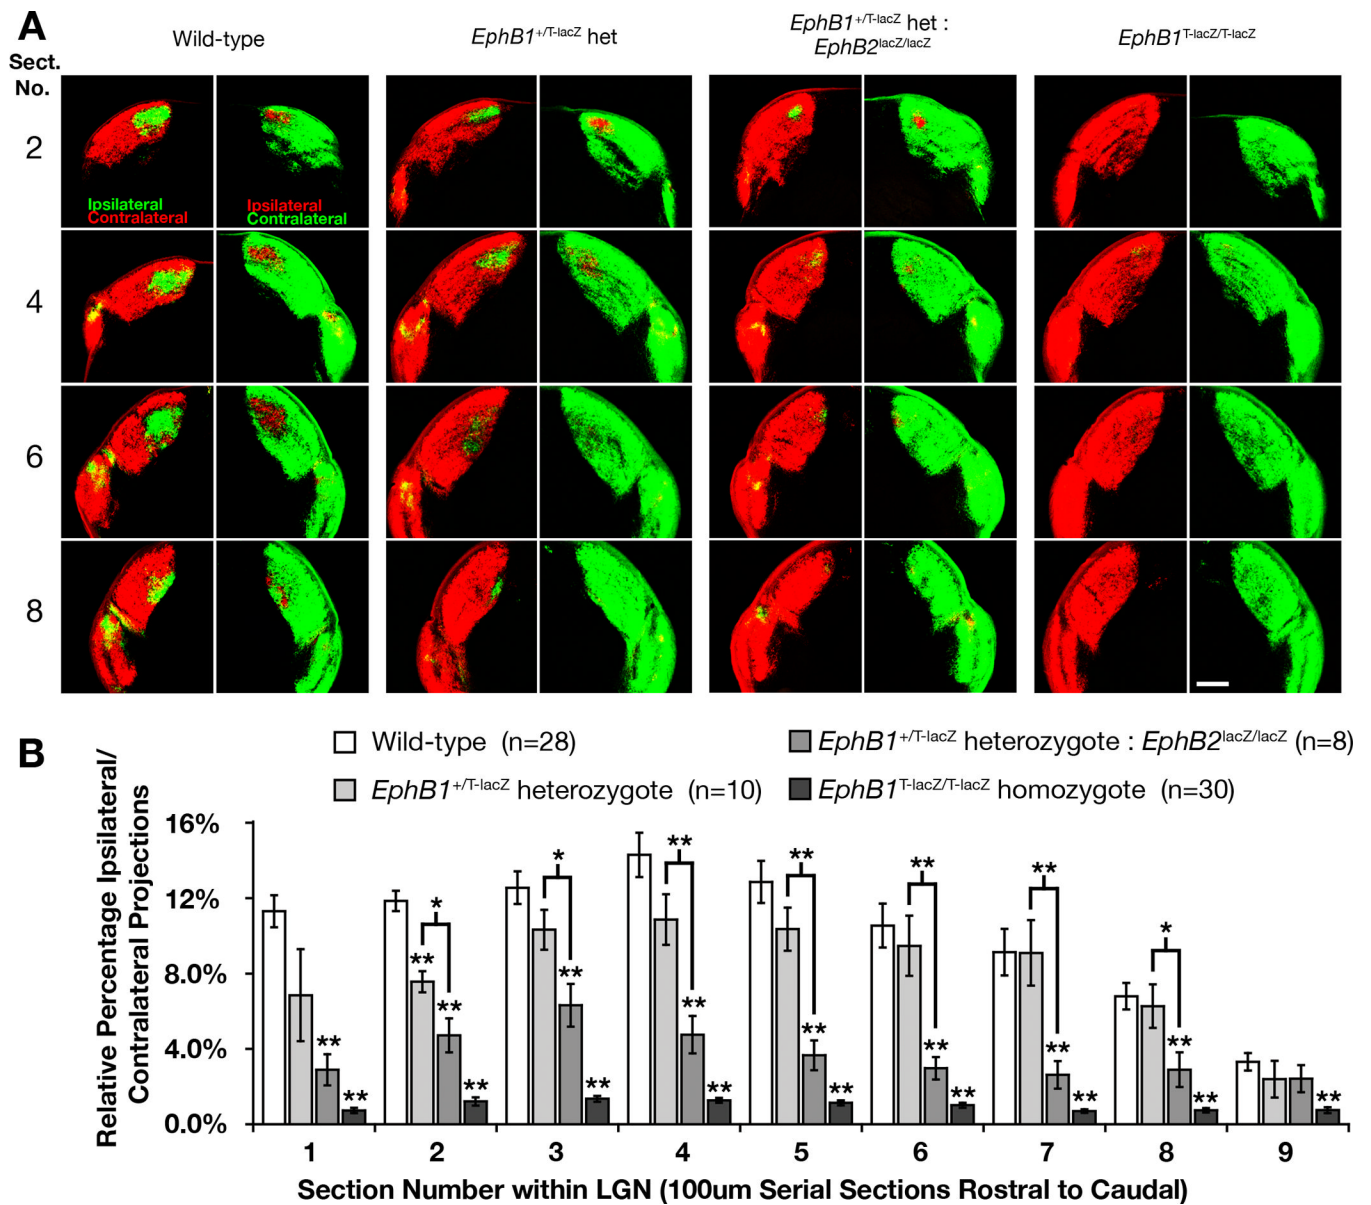 A
Sect.
No.
Wild-type
EphB1+/T-lacZ het
EphB1+/T-lacZ het :
EphB2lacZ/lacZ
EphB1T-lacZ/T-lacZ
2
Ipsilateral
Contralateral
Ipsilateral
Contralateral
4
6
8
B
Wild-type (n=28)
EphB1+/T-lacZ heterozygote : EphB2lacZ/lacZ (n=8)
EphB1+/T-lacZ heterozygote (n=10)
EphB1T-lacZ/T-lacZ homozygote (n=30)
Relative Percentage Ipsilateral/
Contralateral Projections
16%
12%
8.0%
4.0%
0.0%
** ** ** * ** ** * ** ** ** ** ** ** ** ** ** ** ** ** ** ** * ** ** **
1 2 3 4 5 6 7 8 9
Section Number within LGN (100um Serial Sections Rostral to Caudal)